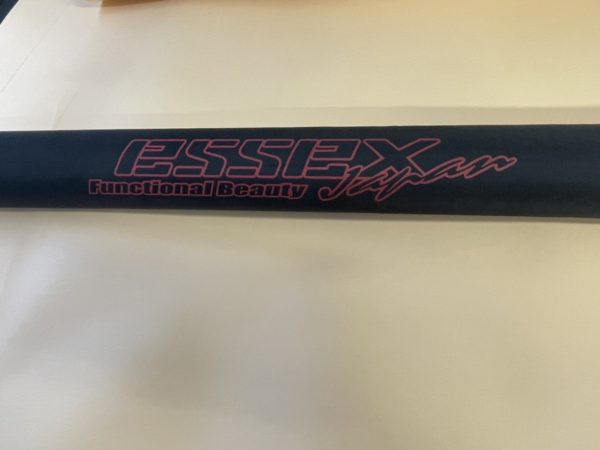 essex Japan
Functional Beauty